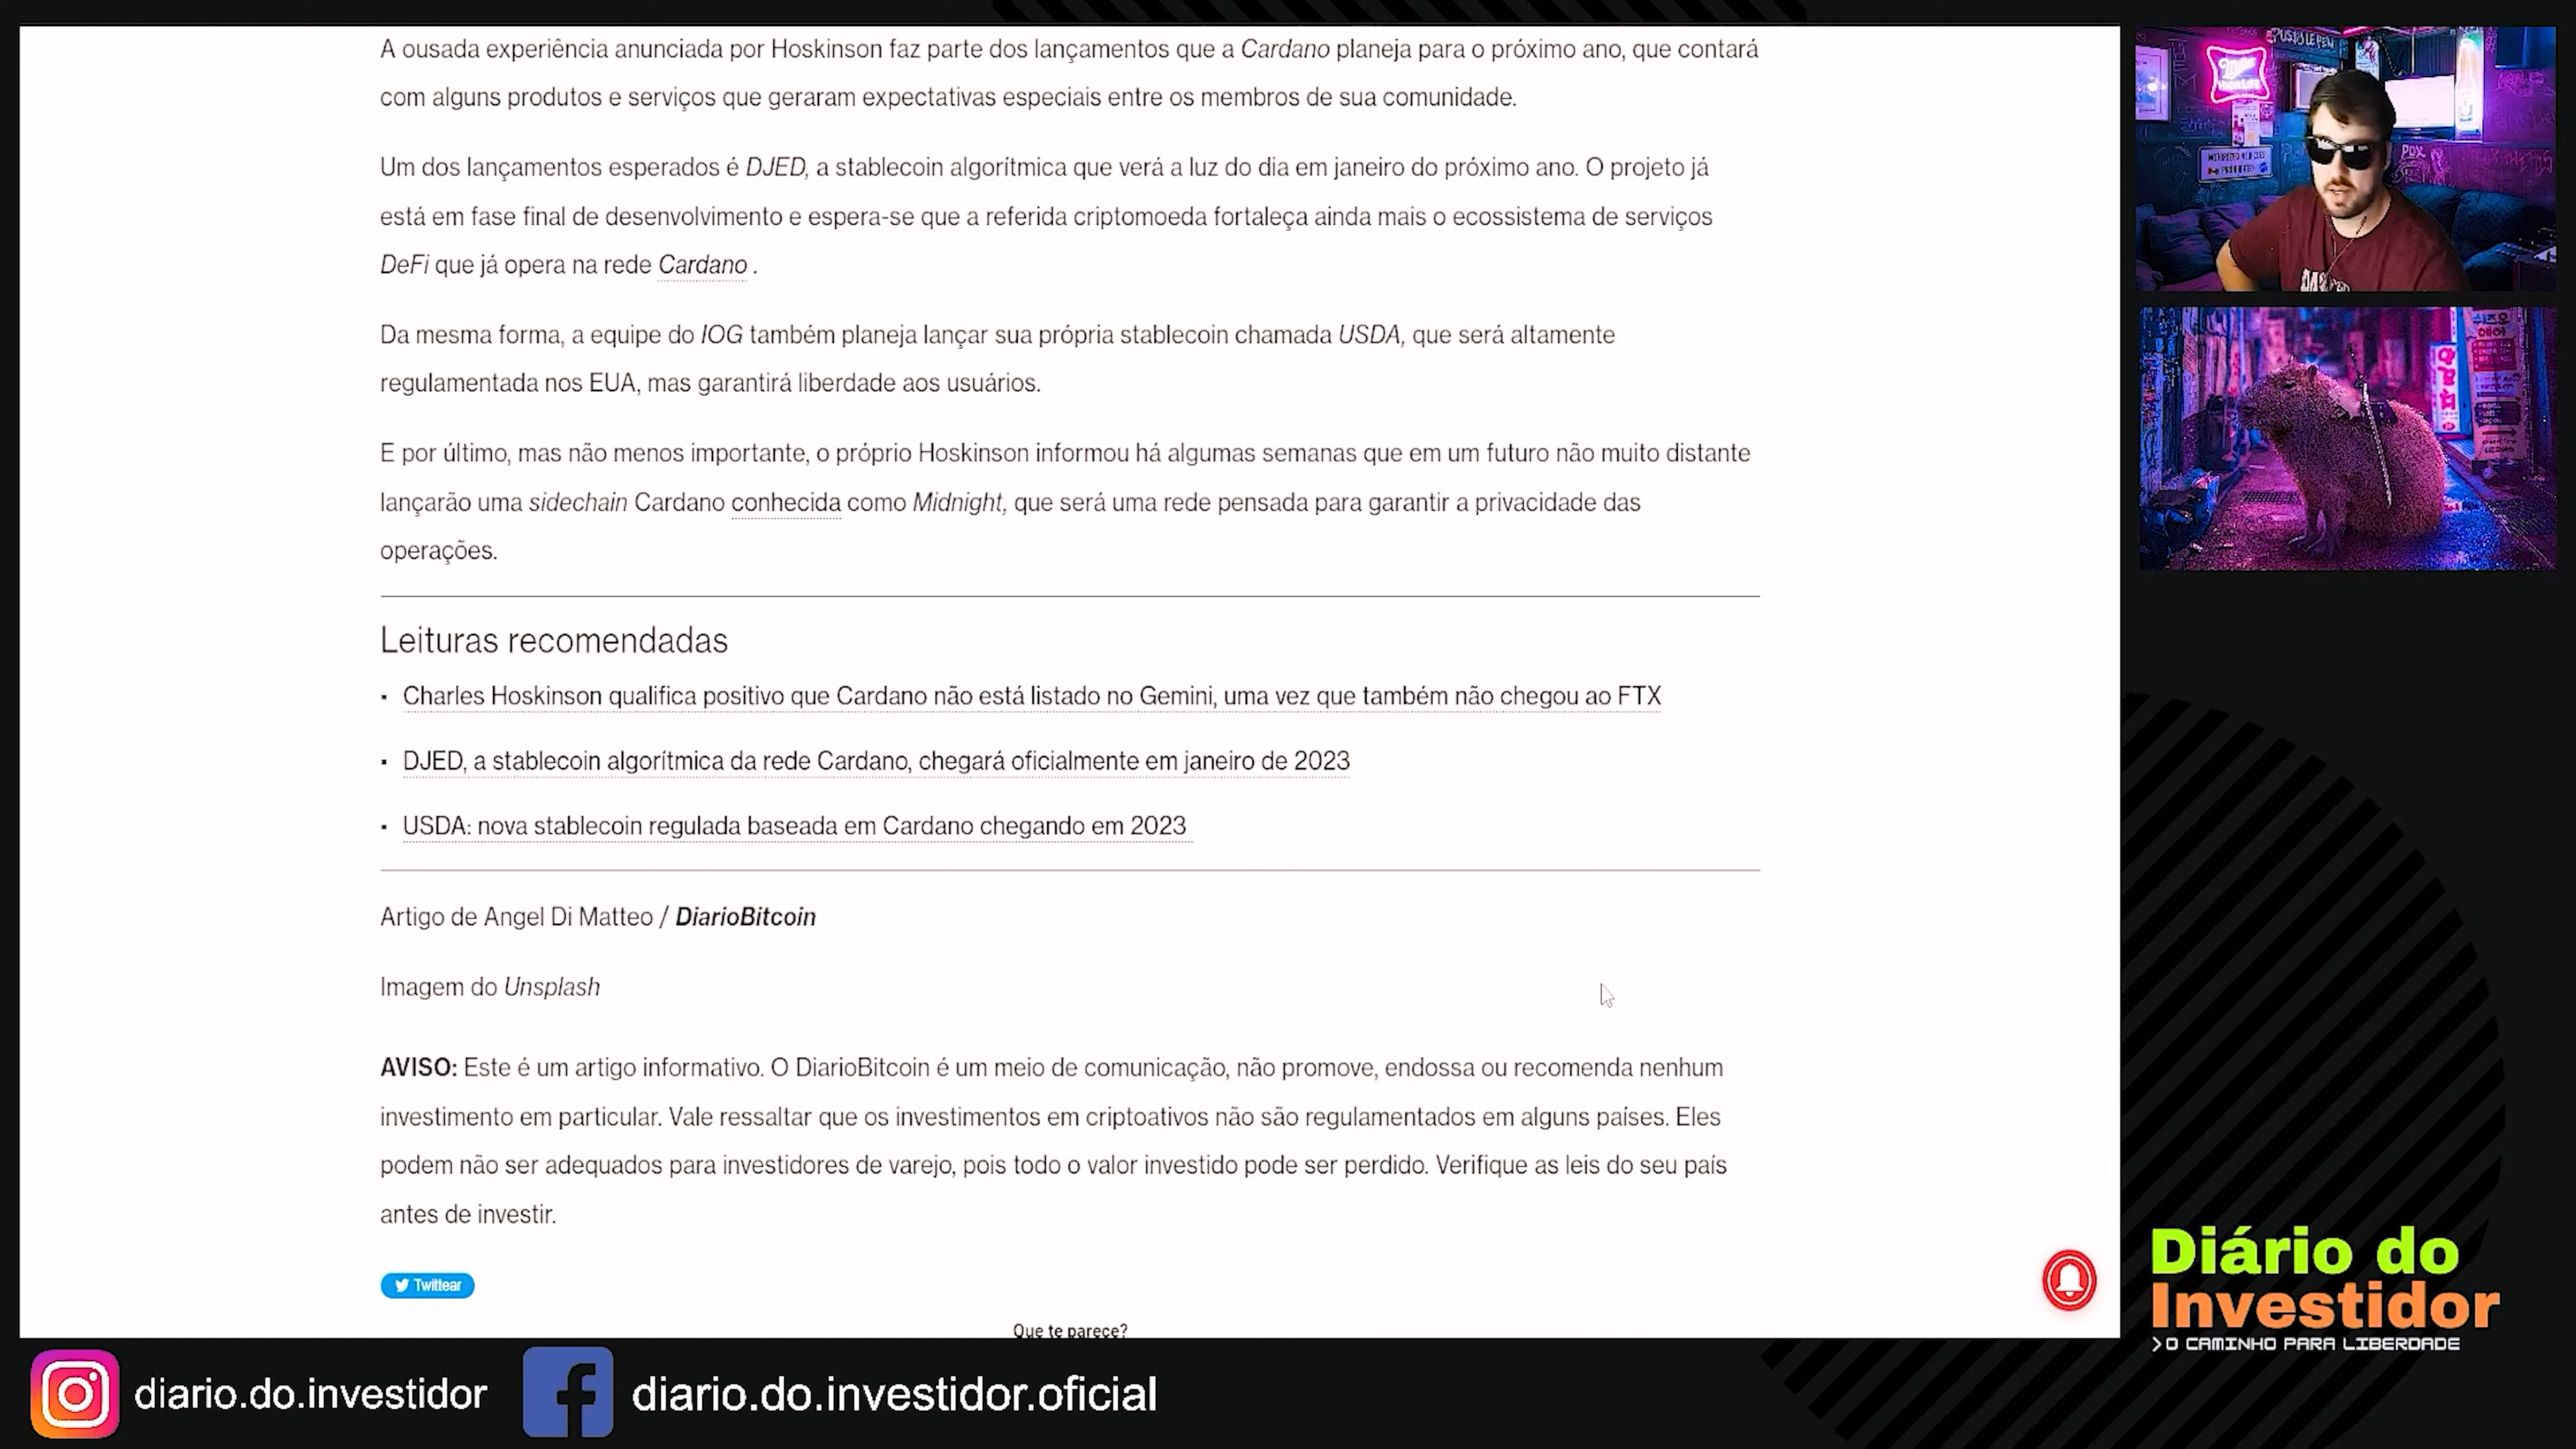 A ousada experiência anunciada por Hoskinson faz parte dos lançamentos que a Cardano planeja para o próximo ano, que contará
com alguns produtos e serviços que geraram expectativas especiais entre os membros de sua comunidade.
Um dos lançamentos esperados é DJED, a stablecoin algorítmica que verá a luz do dia em janeiro do próximo ano. O projeto já
está em fase final de desenvolvimento e espera-se que a referida criptomoeda fortaleça ainda mais o ecossistema de serviços
DeFi que já opera na rede Cardano .
Da mesma forma, a equipe do IOG também planeja lançar sua própria stablecoin chamada USDA, que será altamente
regulamentada nos EUA, mas garantirá liberdade aos usuários.
E por último, mas não menos importante, o próprio Hoskinson informou há algumas semanas que em um futuro não muito distante
lançarão uma sidechain Cardano conhecida como Midnight, que será uma rede pensada para garantir a privacidade das
operações.
Leituras recomendadas
▪ Charles Hoskinson qualifica positivo que Cardano não está listado no Gemini, uma vez que também não chegou ao FTX
▪ DJED, a stablecoin algorítmica da rede Cardano, chegará oficialmente em janeiro de 2023
▪ USDA: nova stablecoin regulada baseada em Cardano chegando em 2023
Artigo de Angel Di Matteo / DiarioBitcoin
Imagem do Unsplash
AVISO: Este é um artigo informativo. O DiarioBitcoin é um meio de comunicação, não promove, endossa ou recomenda nenhum
investimento em particular. Vale ressaltar que os investimentos em criptoativos não são regulamentados em alguns países. Eles
podem não ser adequados para investidores de varejo, pois todo o valor investido pode ser perdido. Verifique as leis do seu país
antes de investir.
Twittear
Que te parece?
Diário do
Investidor
>O CAMINHO PARA LIBERDADE
diario.do.investidor
diario.do.investidor.oficial